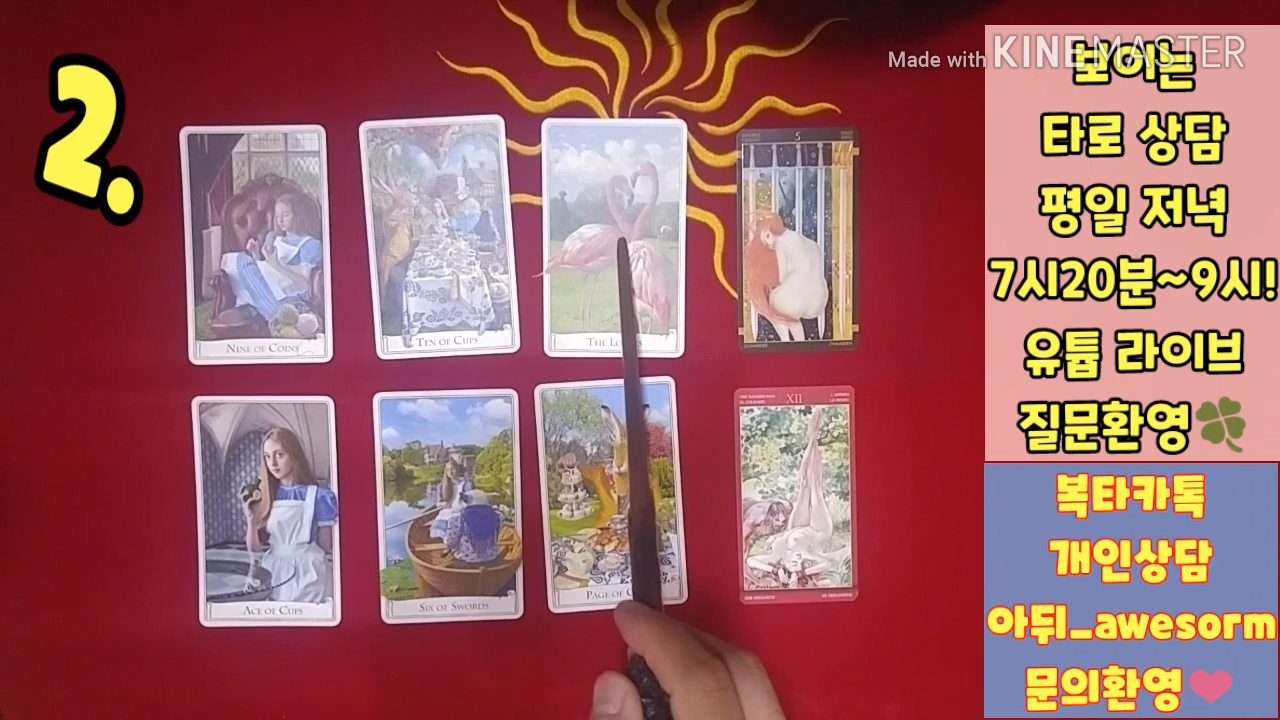 2.
Made with KINEMASTER
보이는
타로 상담
평일 저녁
7시20분~9시!
유튭 라이브
질문환영🍀
복타카톡
개인상담
아뒤_awesorm
문의환영❤
NINE OF COINS
TEN OF CUPS
5
ACE OF CUPS
SIX OF SWORDS
PAGE OF
XII